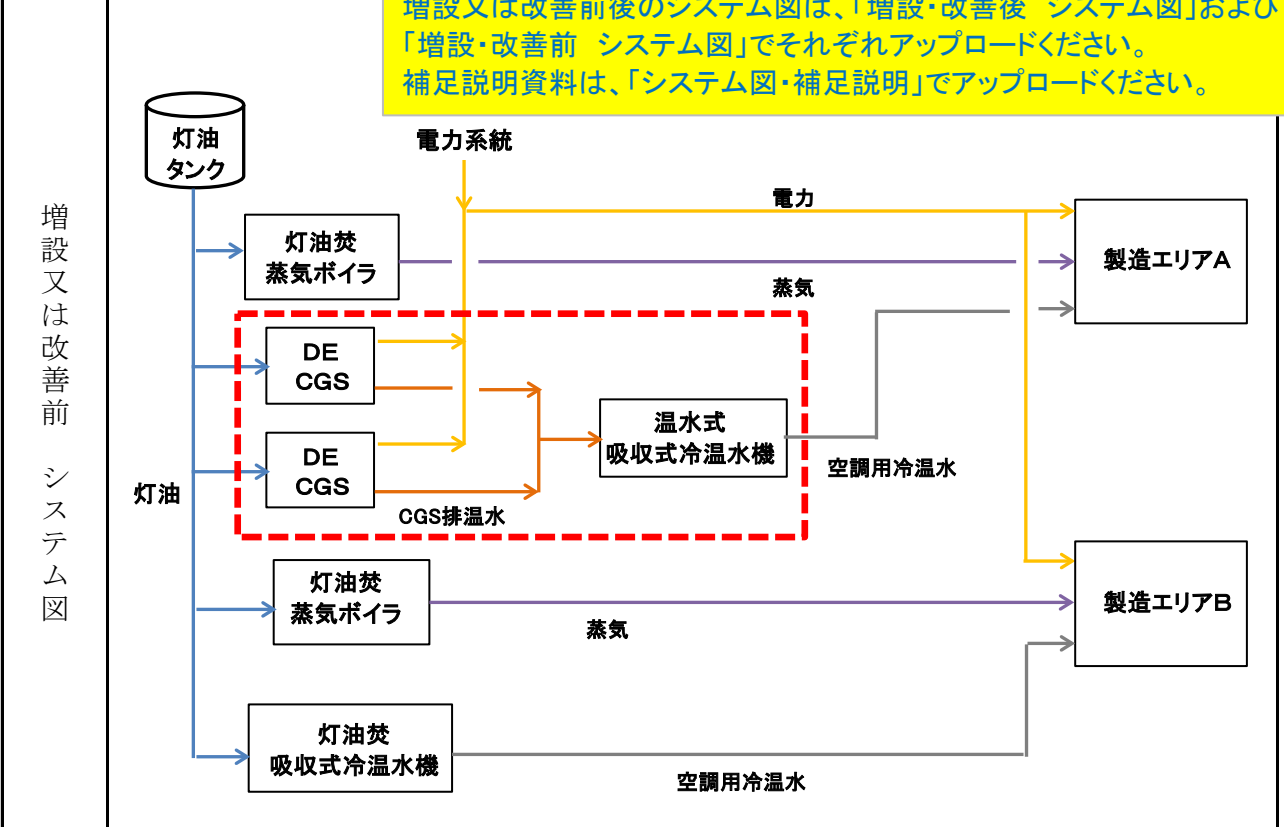 増設又は改善前後のシステム図は、「増設・改善後　システム図」および
「増設・改善前　システム図」でそれぞれアップロードください。
補足説明資料は、「システム図・補足説明」でアップロードください。
増設又は改善前　システム図
灯油
タンク
電力系統
電力
灯油焚
蒸気ボイラ
製造エリアA
蒸気
DE
CGS
温水式
吸収式冷温水機
DE
CGS
空調用冷温水
灯油
CGS排温水
灯油焚
蒸気ボイラ
製造エリアB
蒸気
灯油焚
吸収式冷温水機
空調用冷温水